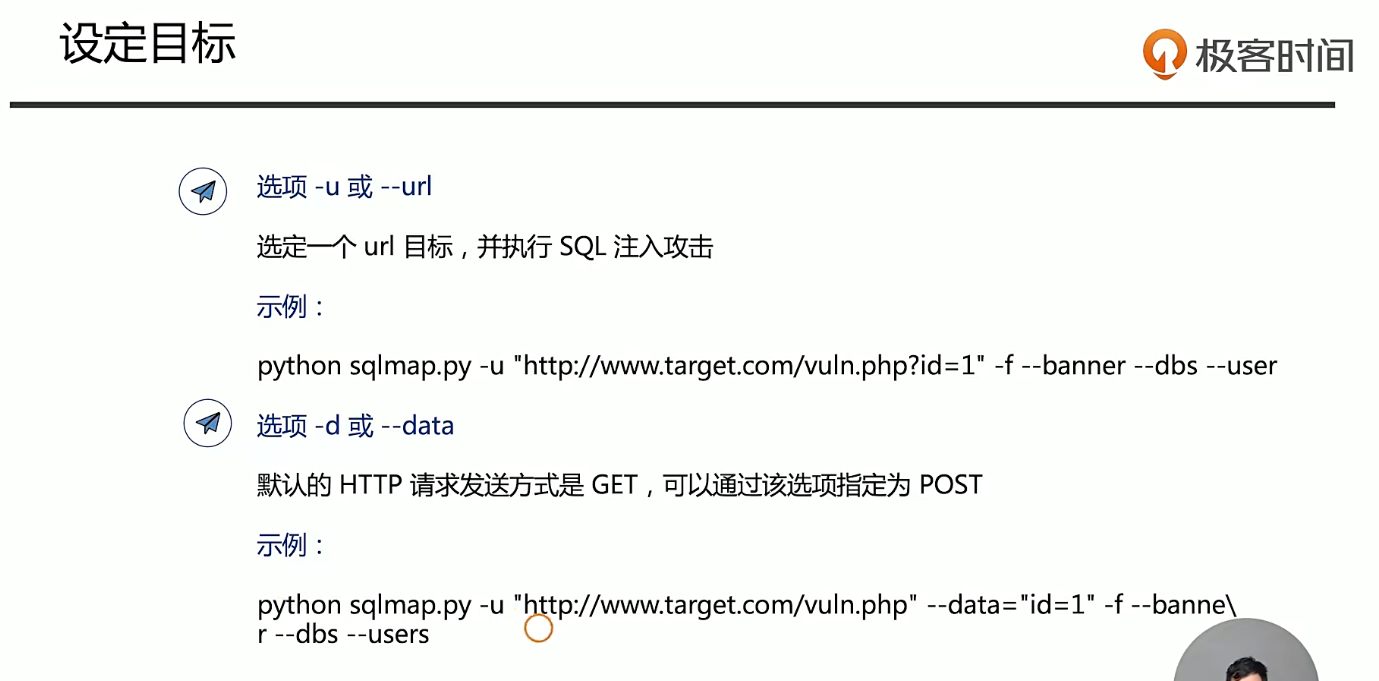 设定目标
极客时间
选项 -u 或 --url
选定一个 url 目标，并执行 SQL 注入攻击
示例：
python sqlmap.py -u "http://www.target.com/vuln.php?id=1" -f --banner --dbs --user
选项 -d 或 --data
默认的 HTTP 请求发送方式是 GET，可以通过该选项指定为 POST
示例：
python sqlmap.py -u "http://www.target.com/vuln.php" --data="id=1" -f --banne\
r --dbs --users